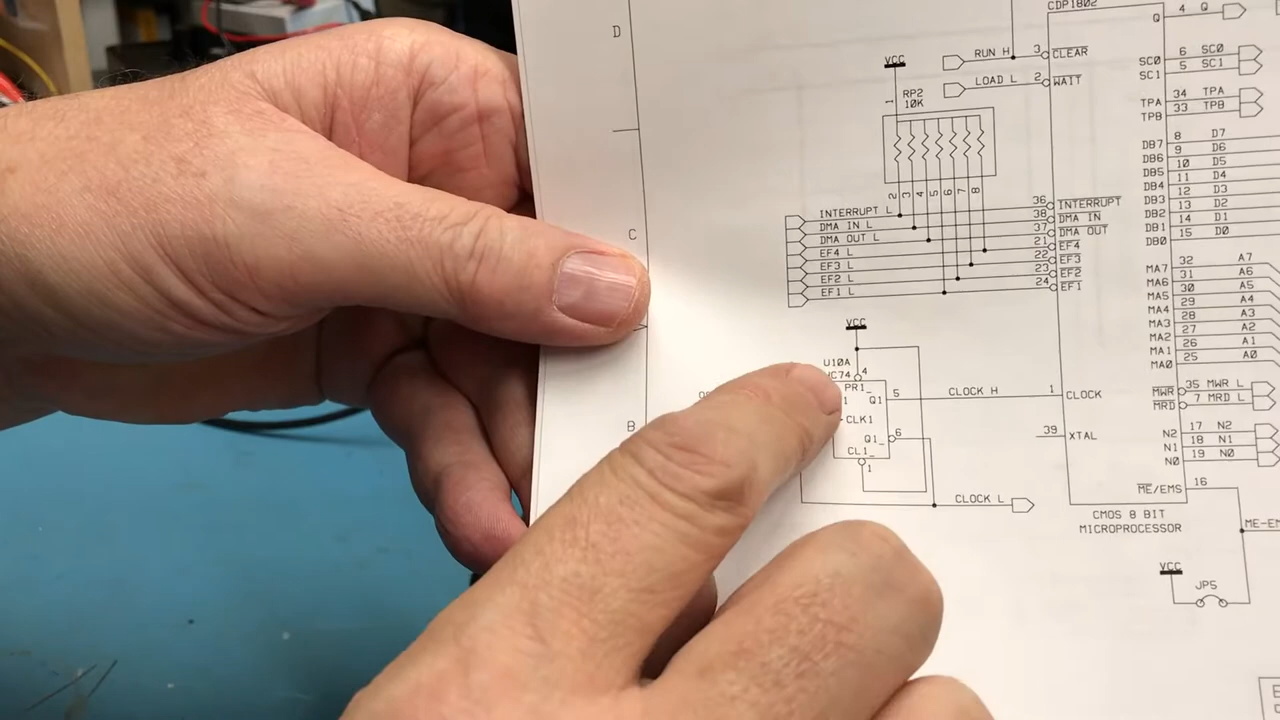 D
C
B
CDP1802
Q 4 Q
RUN H 3 CLEAR
LOAD L 2 WAIT
VCC
RP2
10K
1
2 3 4 5 6 7 8
SC0 6 SC0
SC1 5 SC1
TPA 34 TPA
TPB 33 TPB
DB7 8 D7
DB6 9 D6
DB5 10 D5
DB4 11 D4
DB3 12 D3
DB2 13 D2
DB1 14 D1
DB0 15 D0
INTERRUPT L 36 INTERRUPT
DMA IN L 38 DMA IN
DMA OUT L 37 DMA OUT
EF4 L 21 EF4
EF3 L 22 EF3
EF2 L 23 EF2
EF1 L 24 EF1
MA7 32 A7
MA6 31 A6
MA5 30 A5
MA4 29 A4
MA3 28 A3
MA2 27 A2
MA1 26 A1
MA0 25 A0
VCC
U10A
HC74 4
PR1_
Q1 5 CLOCK H 1 CLOCK
CLK1
Q1_ 6
CL1_
1
CLOCK L
39 XTAL
MWR 35 MWR L
MRD 7 MRD L
N2 17 N2
N1 18 N1
N0 19 N0
ME/EMS 16
CMOS 8 BIT
MICROPROCESSOR
VCC
JP5